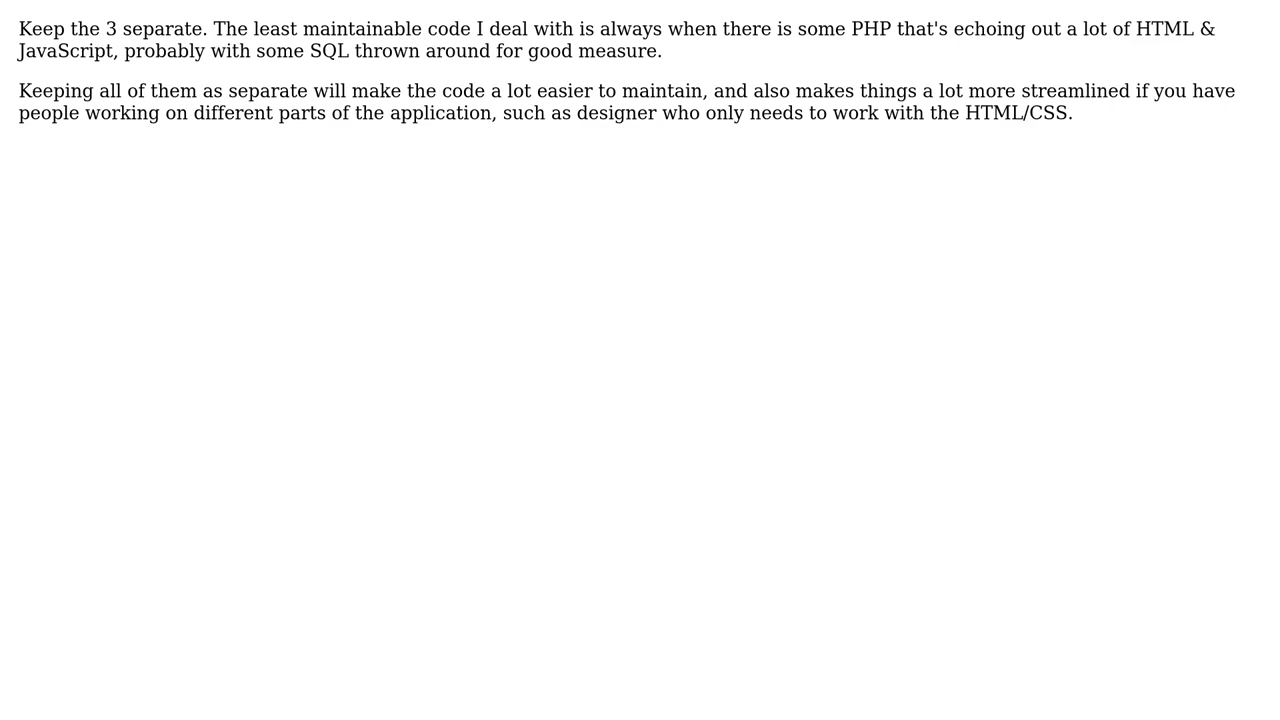 Keep the 3 separate. The least maintainable code I deal with is always when there is some PHP that's echoing out a lot of HTML &
JavaScript, probably with some SQL thrown around for good measure.
Keeping all of them as separate will make the code a lot easier to maintain, and also makes things a lot more streamlined if you have
people working on different parts of the application, such as designer who only needs to work with the HTML/CSS.